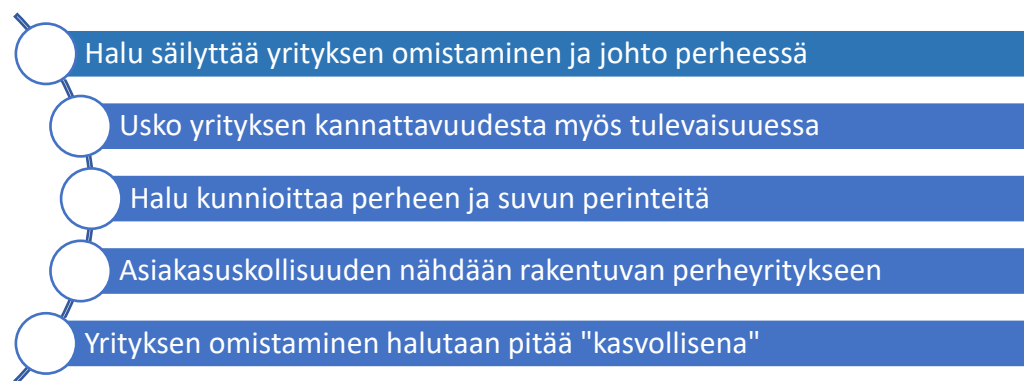 Halu säilyttää yrityksen omistaminen ja johto perheessä
Usko yrityksen kannattavuudesta myös tulevaisuuessa
Halu kunnioittaa perheen ja suvun perinteitä
Asiakasuskollisuuden nähdään rakentuvan perheyritykseen
Yrityksen omistaminen halutaan pitää "kasvollisena"